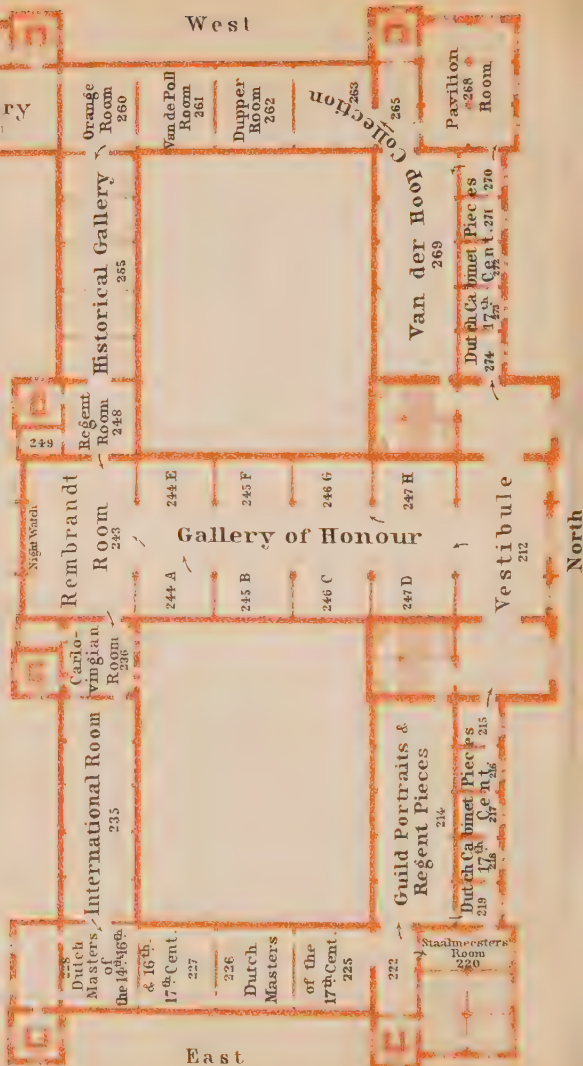 West
ry
Orange
Room
260
Van de Poll
Room
261
Dupper
Room
262
263
Collection
265
Pavilion
268
Room
Historical Gallery
255
Van der Hoop
269
Dutch Cabinet Pieces
17th Cent.
270
271
272
273
274
249
Regent
Room
248
Night Watch
Rembrandt
Room
243
244 E
245 F
246 G
247 H
Gallery of Honour
244 A
245 B
246 C
247 D
Vestibule
212
North
Carlo-
vingian
Room
236
International Room
235
Guild Portraits &
Regent Pieces
214
Dutch Cabinet Pieces
17th Cent.
215
216
217
218
219
228
Dutch
Masters
of
the 14th-16th
& 16th-
17th Cent.
227
226
Dutch
Masters
of the
17th Cent.
225
222
Staalmeesters
Room
220
East